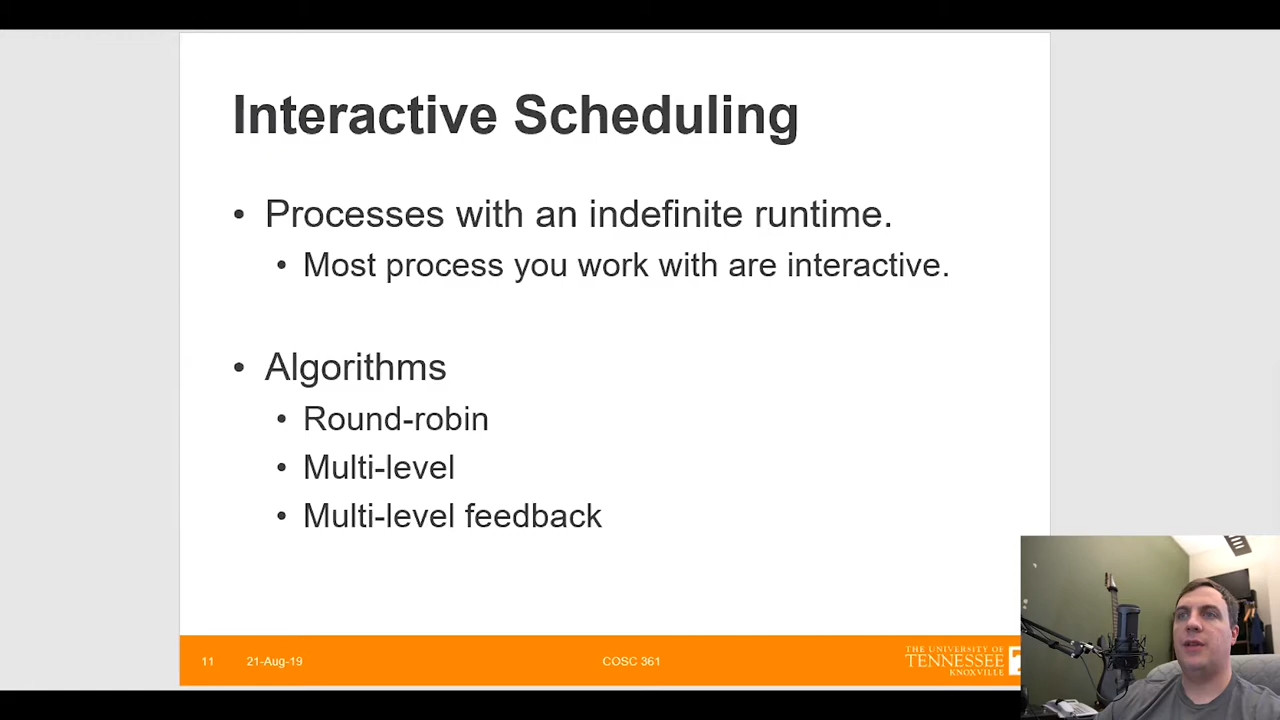 Interactive Scheduling
• Processes with an indefinite runtime.
• Most process you work with are interactive.
• Algorithms
• Round-robin
• Multi-level
• Multi-level feedback
11 21-Aug-19 COSC 361
THE UNIVERSITY OF
TENNESSEE
KNOXVILLE